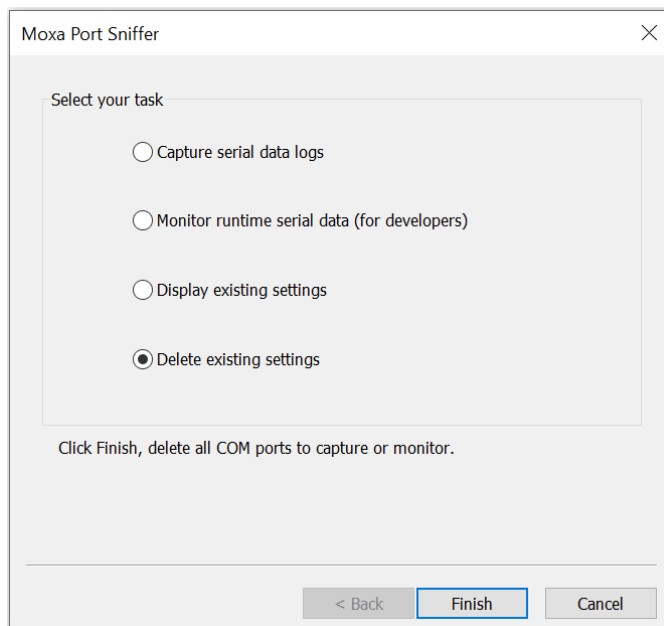 Moxa Port Sniffer
Select your task
Capture serial data logs
Monitor runtime serial data (for developers)
Display existing settings
Delete existing settings
Click Finish, delete all COM ports to capture or monitor.
< Back
Finish
Cancel